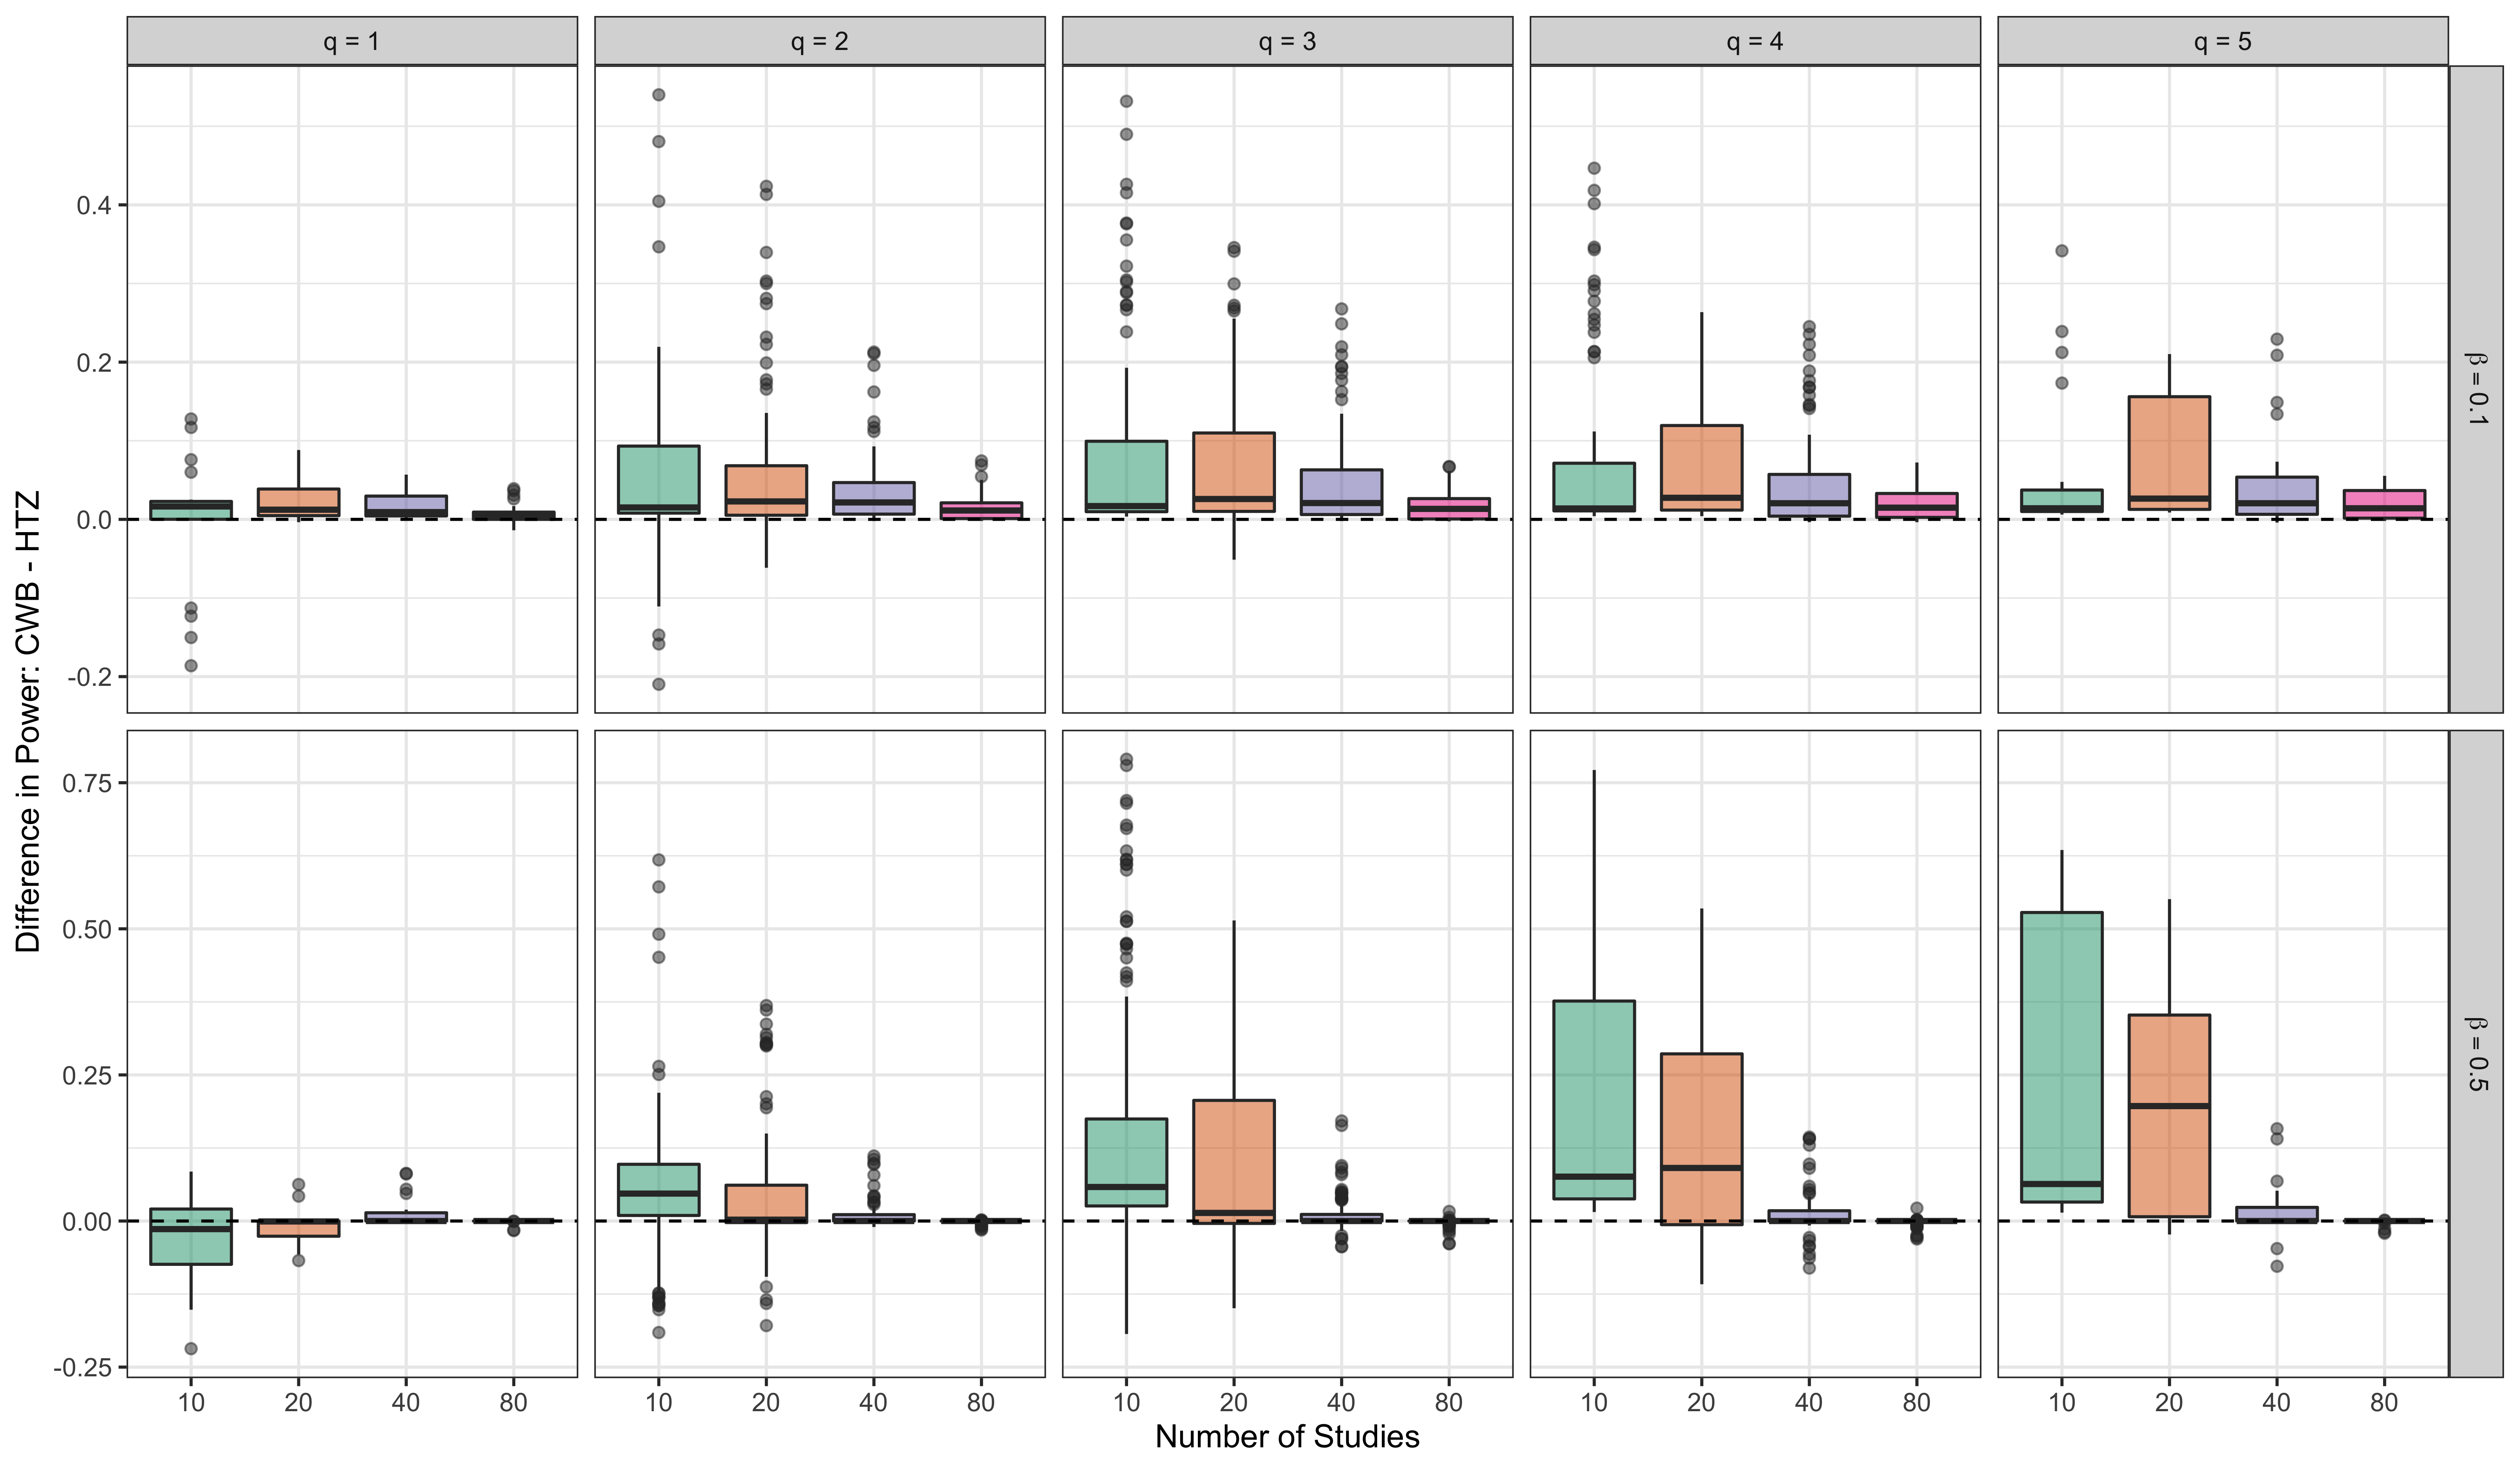 q = 1 q = 2 q = 3 q = 4 q = 5
Difference in Power: CWB - HTZ
0.4
0.2
0.0
-0.2
β = 0.1
0.75
0.50
0.25
0.00
-0.25
β = 0.5
10 20 40 80 10 20 40 80 10 20 40 80 10 20 40 80 10 20 40 80
Number of Studies